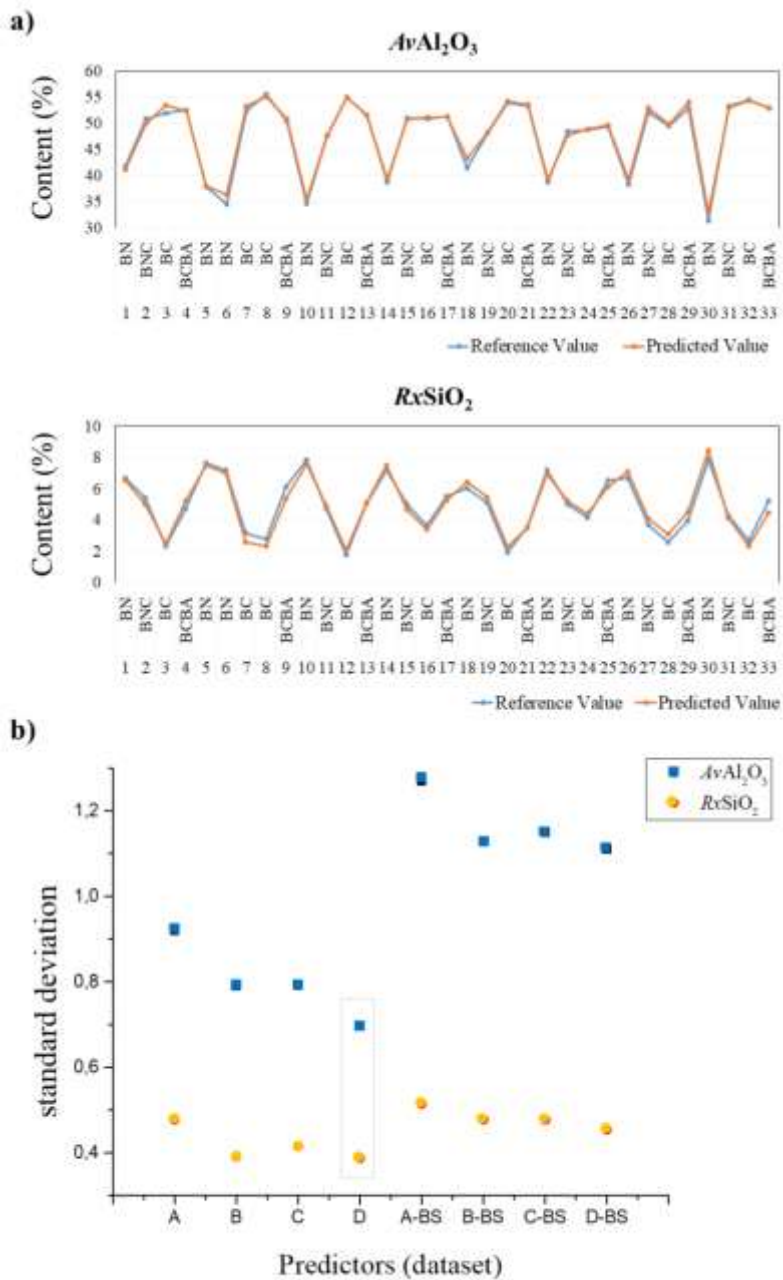 a)
AvAl₂O₃
Content (%)
60
55
50
45
40
35
30
BN BNC BC BCBA BN BN BC BC BCBA BN BNC BC BCBA BN BNC BC BCBA BN BNC BC BCBA BN BNC BC BCBA BN BNC BC BCBA BN BNC BC BCBA
1 2 3 4 5 6 7 8 9 10 11 12 13 14 15 16 17 18 19 20 21 22 23 24 25 26 27 28 29 30 31 32 33
Reference Value Predicted Value
RxSiO₂
Content (%)
10
8
6
4
2
0
BN BNC BC BCBA BN BN BC BC BCBA BN BNC BC BCBA BN BNC BC BCBA BN BNC BC BCBA BN BNC BC BCBA BN BNC BC BCBA BN BNC BC BCBA
1 2 3 4 5 6 7 8 9 10 11 12 13 14 15 16 17 18 19 20 21 22 23 24 25 26 27 28 29 30 31 32 33
Reference Value Predicted Value
b)
AvAl₂O₃
RxSiO₂
standard deviation
1,2
1,0
0,8
0,6
0,4
A B C D A-BS B-BS C-BS D-BS
Predictors (dataset)